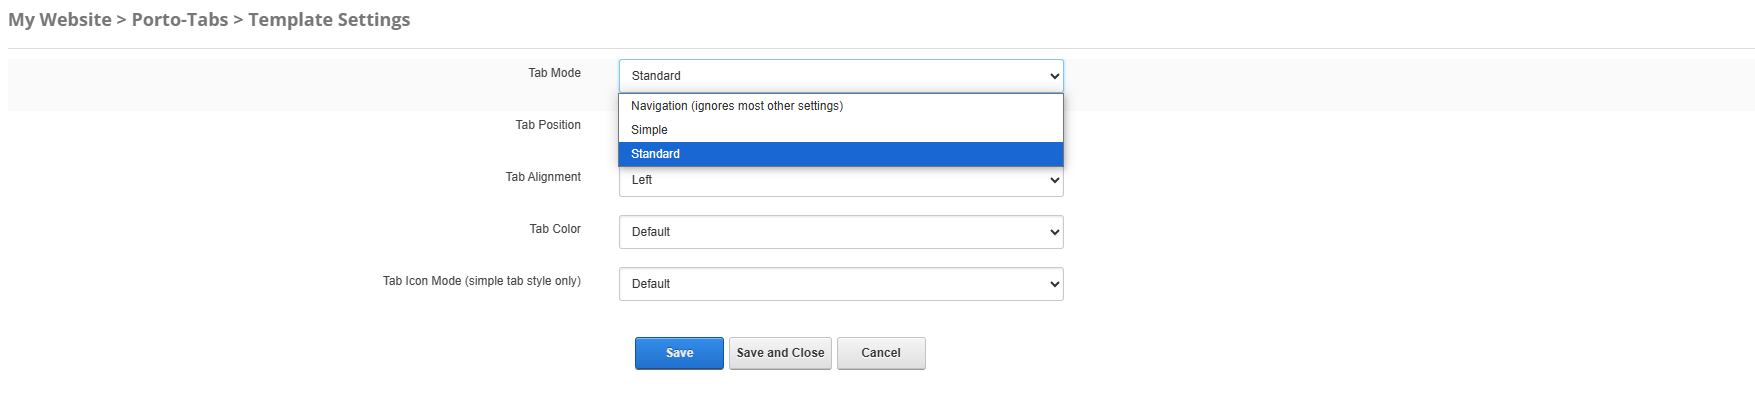 My Website > Porto-Tabs > Template Settings
Tab Mode
Standard
Navigation (ignores most other settings)
Simple
Standard
Tab Position
Tab Alignment
Left
Tab Color
Default
Tab Icon Mode (simple tab style only)
Default
Save
Save and Close
Cancel